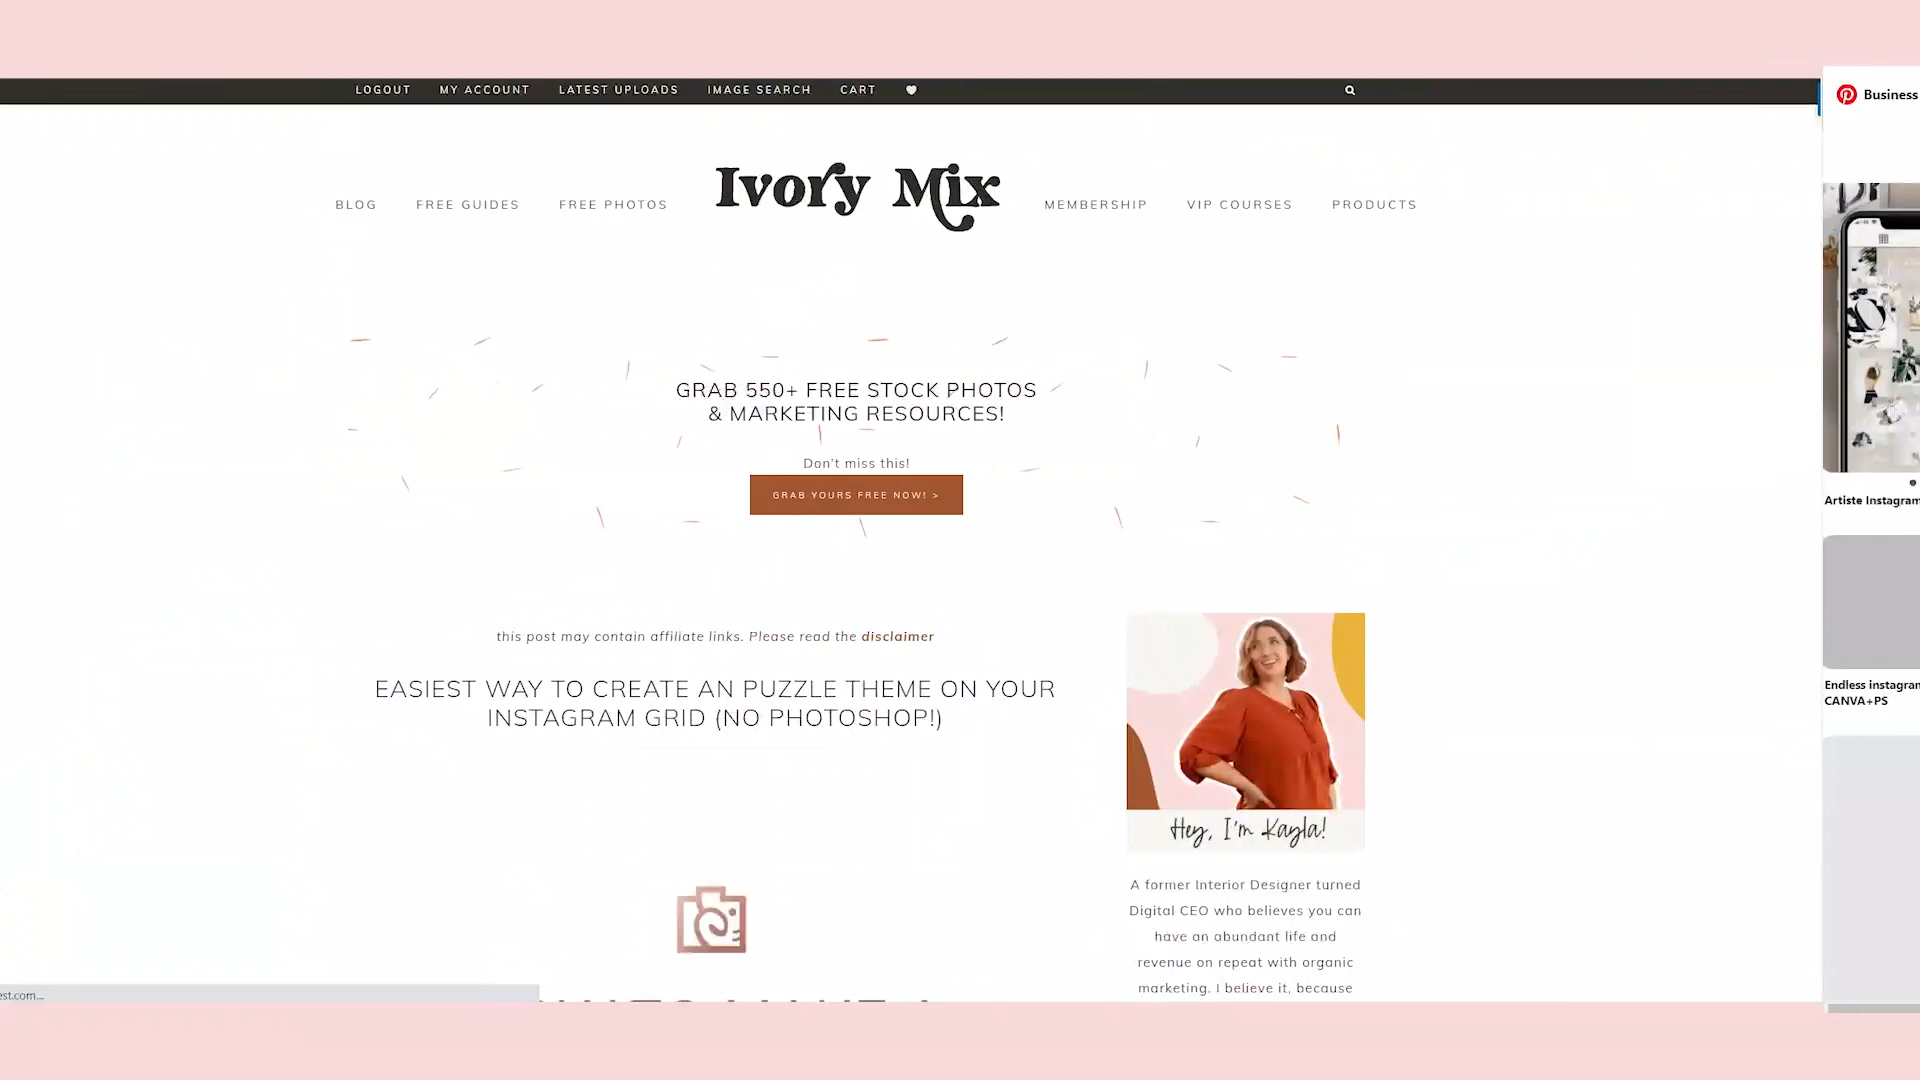 LOGOUT MY ACCOUNT LATEST UPLOADS IMAGE SEARCH CART
Business
BLOG FREE GUIDES FREE PHOTOS Ivory Mix MEMBERSHIP VIP COURSES PRODUCTS
GRAB 550+ FREE STOCK PHOTOS
& MARKETING RESOURCES!
Don't miss this!
GRAB YOURS FREE NOW! >
Artiste Instagram
this post may contain affiliate links. Please read the disclaimer
EASIEST WAY TO CREATE AN PUZZLE THEME ON YOUR
INSTAGRAM GRID (NO PHOTOSHOP!)
Endless instagram
CANVA+PS
Hey, I'm Kayla!
A former Interior Designer turned
Digital CEO who believes you can
have an abundant life and
revenue on repeat with organic
marketing. I believe it, because
est.com...